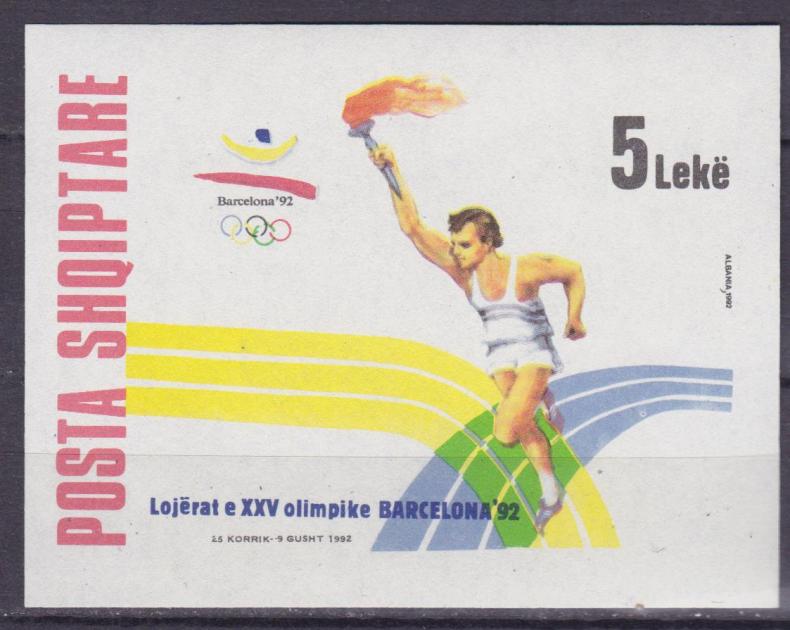 POSTA SHQIPTARE
Barcelona'92
5 Lekë
ALBANIA, 1992
Lojërat e XXV olimpike BARCELONA'92
25 KORRIK--9 GUSHT 1992